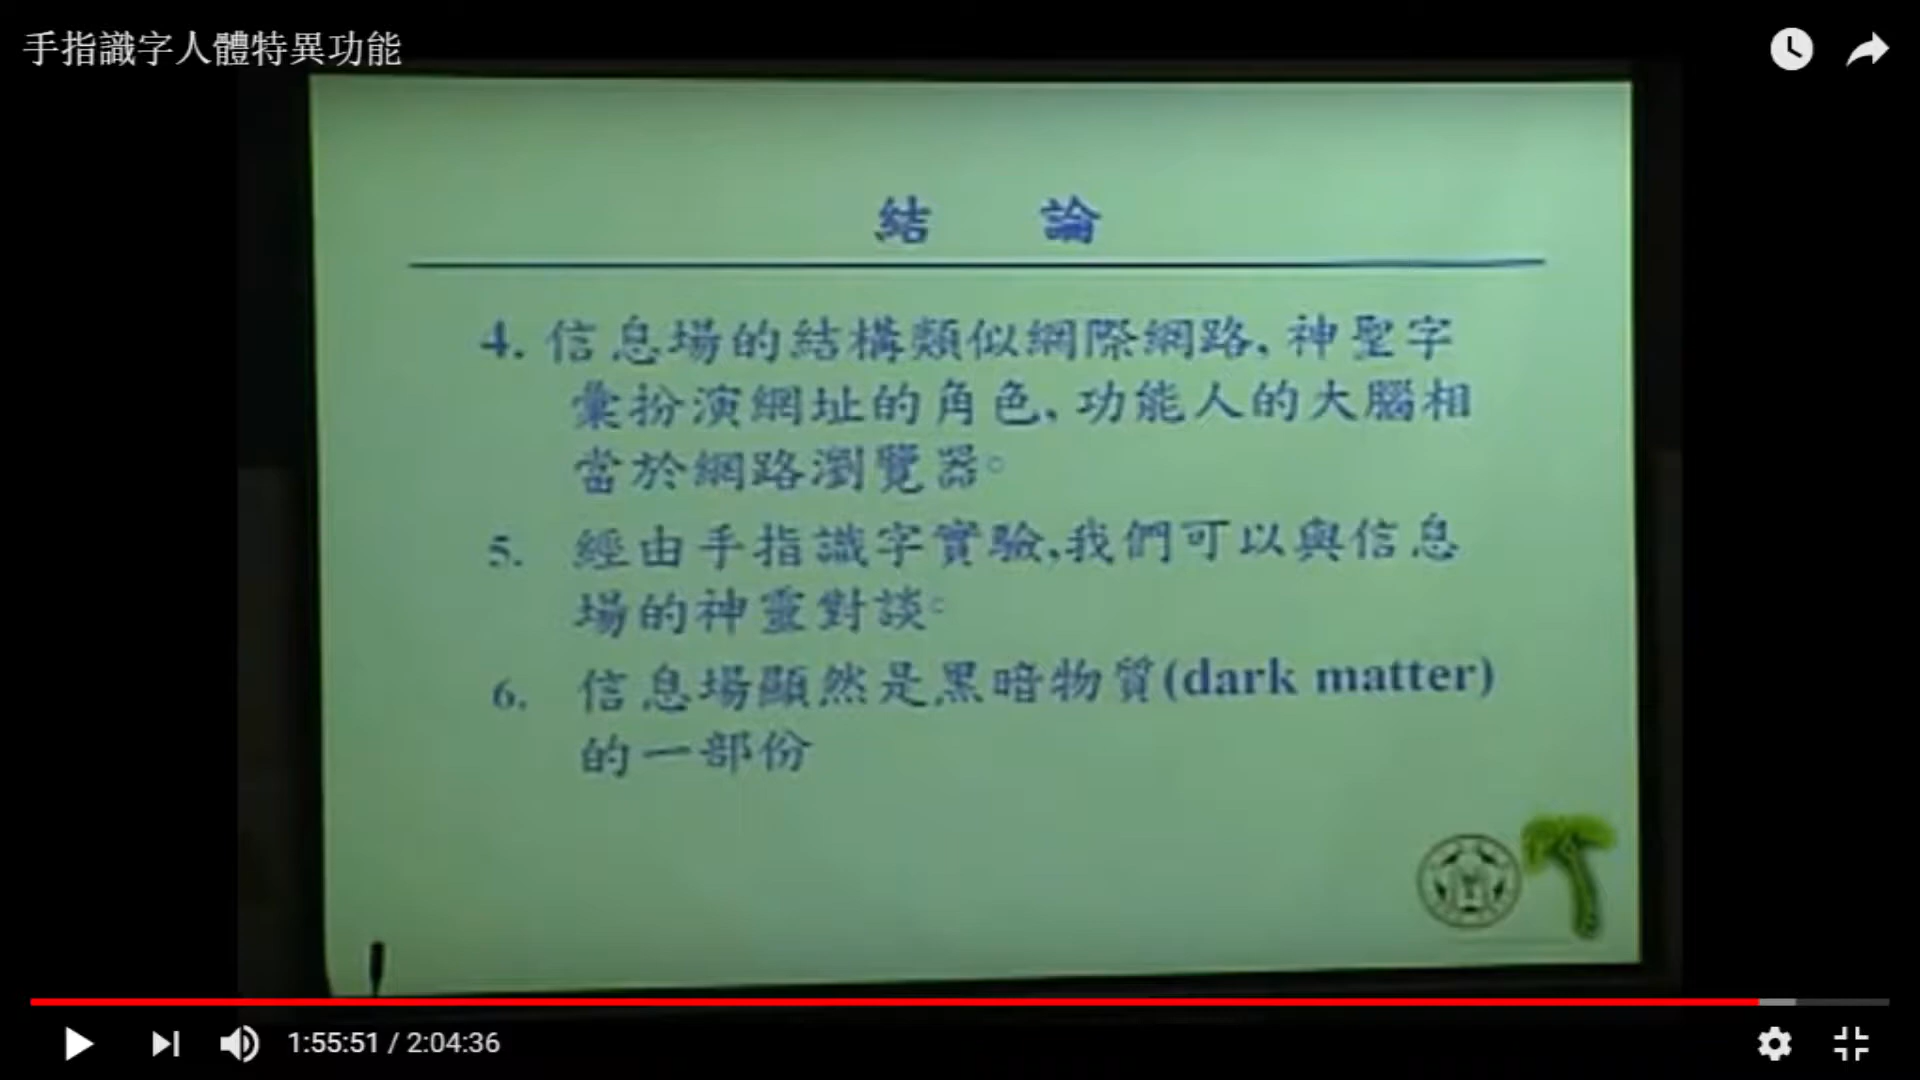 手指識字人體特異功能
結 論
4. 信息場的結構類似網際網路, 神聖字
彙扮演網址的角色, 功能人的大腦相
當於網路瀏覽器。
5. 經由手指識字實驗,我們可以與信息
場的神靈對談。
6. 信息場顯然是黑暗物質(dark matter)
的一部份
1:55:51 / 2:04:36